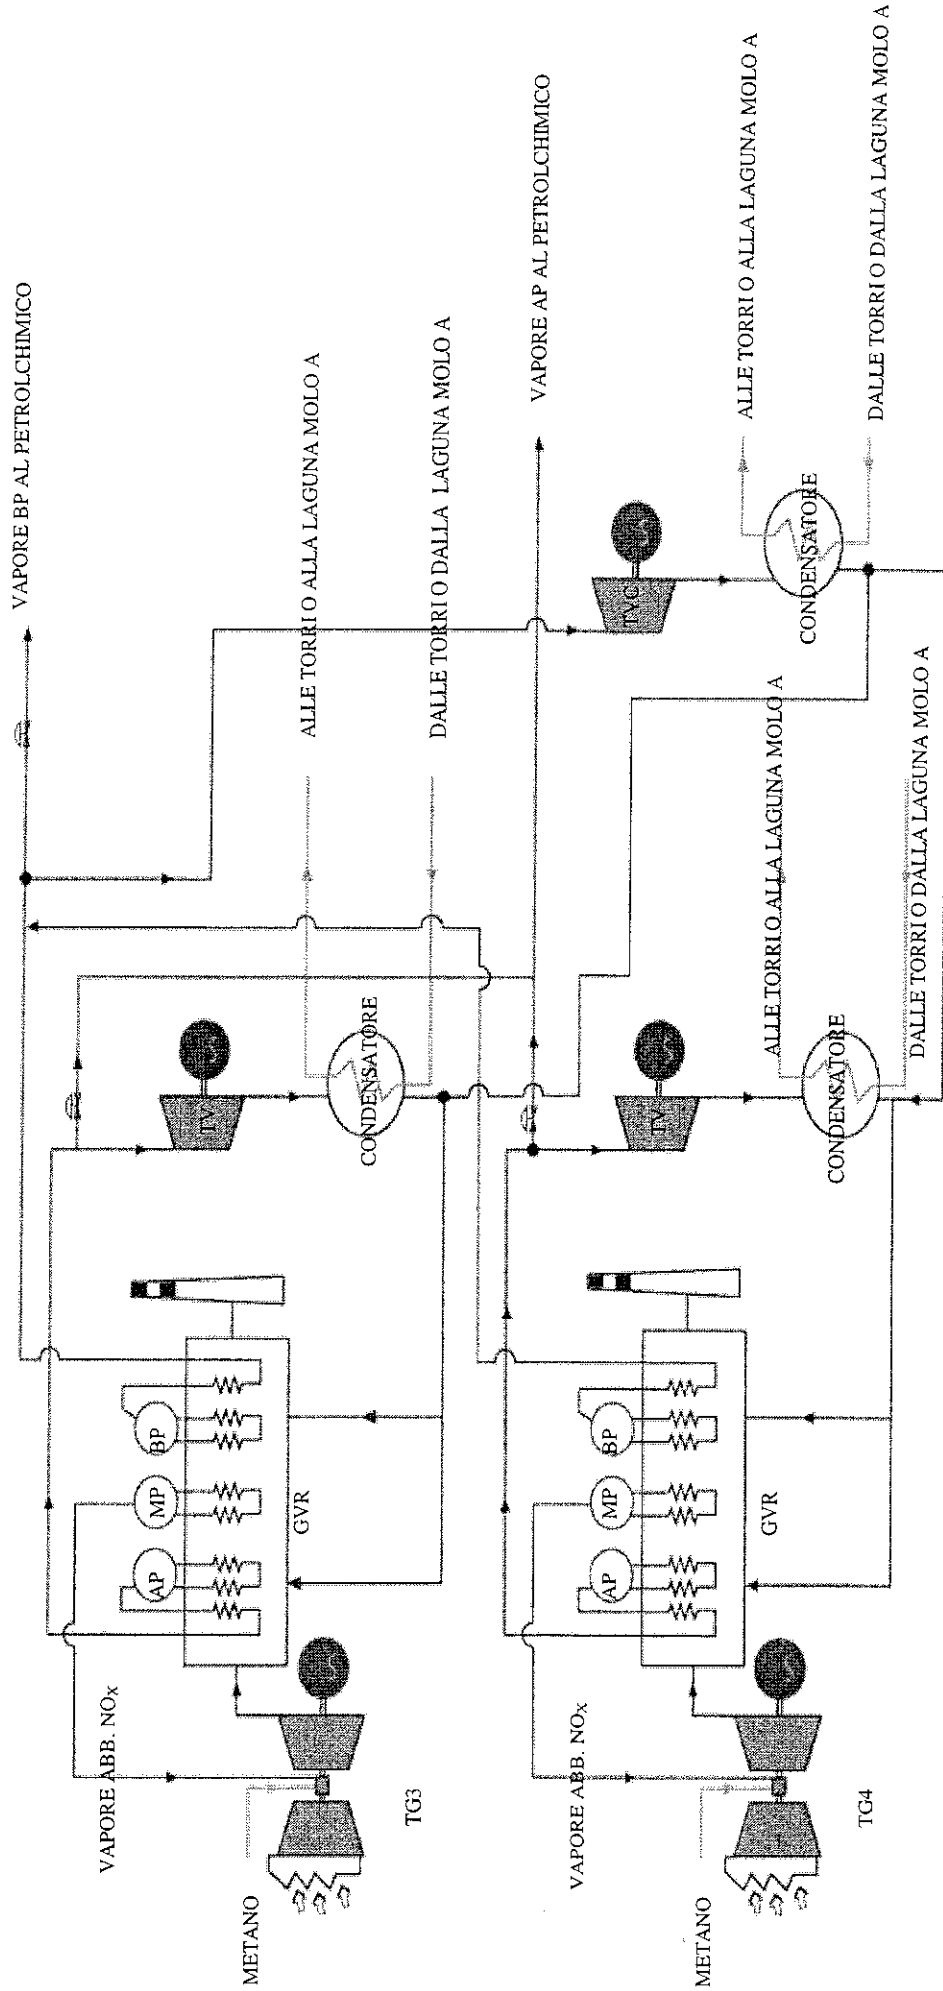 VAPORE BP AL PETROLCHIMICO
ALLE TORRI O ALLA LAGUNA MOLO A
DALLE TORRI O DALLA LAGUNA MOLO A
VAPORE AP AL PETROLCHIMICO
ALLE TORRI O ALLA LAGUNA MOLO A
DALLE TORRI O DALLA LAGUNA MOLO A
TV
S
CONDENSATORE
TVC
S
CONDENSATORE
ALLE TORRI O ALLA LAGUNA MOLO A
DALLE TORRI O DALLA LAGUNA MOLO A
TV
S
CONDENSATORE
AP
MP
BP
GVR
VAPORE ABB. NOx
METANO
S
TG3
AP
MP
BP
GVR
VAPORE ABB. NOx
METANO
S
TG4